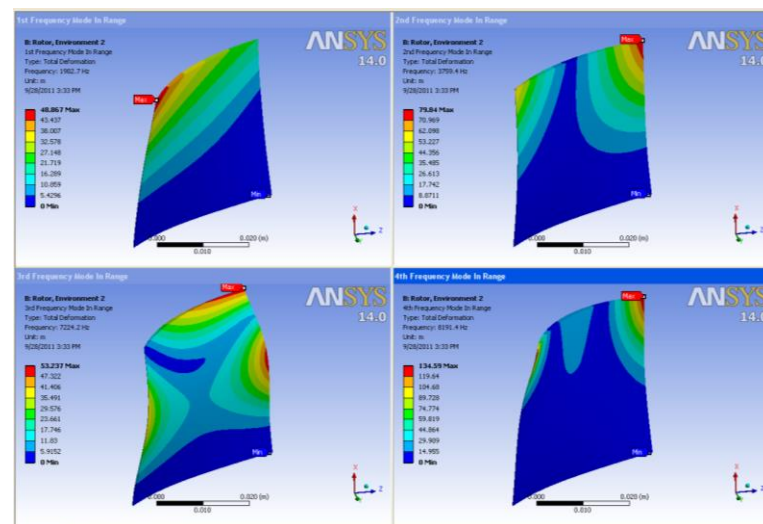 1st Frequency Mode In Range
B: Rotor, Environment 2
1st Frequency Mode In Range
Type: Total Deformation
Frequency: 1982.7 Hz
Unit: m
9/28/2011 3:33 PM
48.867 Max
43.437
38.007
32.578
27.148
21.719
16.289
10.859
5.4296
0 Min
Max
Min
ANSYS
14.0
0.000
0.020 (m)
0.010
X
Z
2nd Frequency Mode In Range
B: Rotor, Environment 2
2nd Frequency Mode In Range
Type: Total Deformation
Frequency: 3759.4 Hz
Unit: m
9/28/2011 3:33 PM
79.84 Max
70.969
62.098
53.227
44.356
35.485
26.613
17.742
8.8711
0 Min
Max
Min
ANSYS
14.0
0.000
0.020 (m)
0.010
X
Z
3rd Frequency Mode In Range
B: Rotor, Environment 2
3rd Frequency Mode In Range
Type: Total Deformation
Frequency: 7224.2 Hz
Unit: m
9/28/2011 3:33 PM
53.237 Max
47.322
41.406
35.491
29.576
23.661
17.746
11.83
5.9152
0 Min
Max
Min
ANSYS
14.0
0.000
0.020 (m)
0.010
X
Z
4th Frequency Mode In Range
B: Rotor, Environment 2
4th Frequency Mode In Range
Type: Total Deformation
Frequency: 8191.4 Hz
Unit: m
9/28/2011 3:33 PM
134.59 Max
119.64
104.68
89.728
74.774
59.819
44.864
29.909
14.955
0 Min
Max
Min
ANSYS
14.0
0.000
0.020 (m)
0.010
X
Z